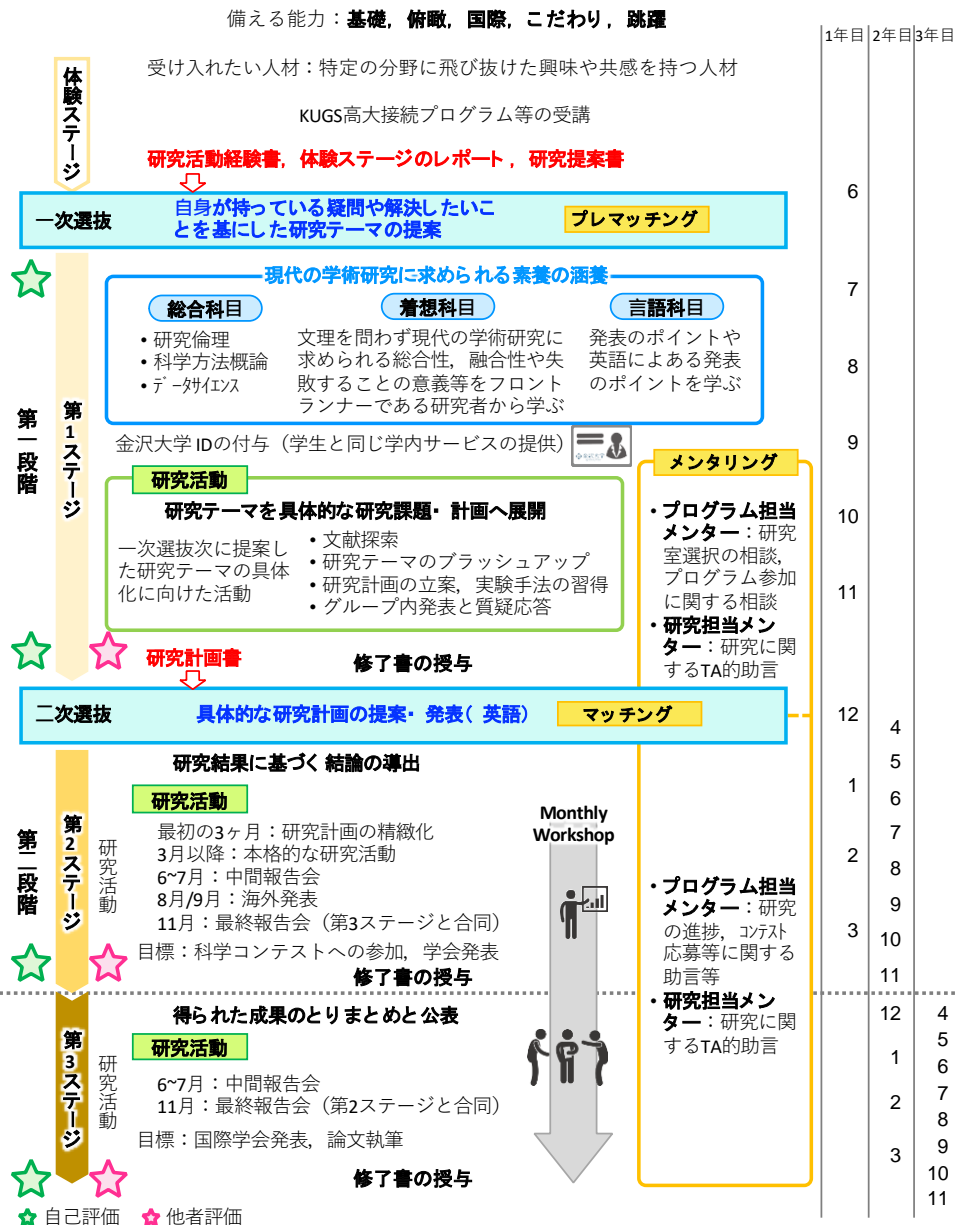 備える能力：基礎，俯瞰，国際，こだわり，跳躍
1年目 2年目 3年目
体験ステージ
受け入れたい人材：特定の分野に飛び抜けた興味や共感を持つ人材
KUGS高大接続プログラム等の受講
研究活動経験書，体験ステージのレポート，研究提案書
6
一次選抜
自身が持っている疑問や解決したいこ
とを基にした研究テーマの提案
プレマッチング
第一段階
第1ステージ
現代の学術研究に求められる素養の涵養
7
総合科目
・研究倫理
・科学方法概論
・ﾃﾞｰﾀｻｲｴﾝｽ
着想科目
文理を問わず現代の学術研究に
求められる総合性，融合性や失
敗することの意義等をフロント
ランナーである研究者から学ぶ
言語科目
発表のポイントや
英語によある発表
のポイントを学ぶ
8
金沢大学IDの付与（学生と同じ学内サービスの提供）
9
研究活動
研究テーマを具体的な研究課題・計画へ展開
一次選抜次に提案し
た研究テーマの具体
化に向けた活動
・文献探索
・研究テーマのブラッシュアップ
・研究計画の立案，実験手法の習得
・グループ内発表と質疑応答
メンタリング
・プログラム担当
メンター：研究
室選択の相談，
プログラム参加
に関する相談
・研究担当メン
ター：研究に関
するTA的助言
10
11
研究計画書
修了書の授与
二次選抜
具体的な研究計画の提案・発表(英語)
マッチング
12
4
第二段階
第2ステージ
研究活動
研究結果に基づく結論の導出
研究活動
最初の3ヶ月：研究計画の精緻化
3月以降：本格的な研究活動
6~7月：中間報告会
8月/9月：海外発表
11月：最終報告会（第3ステージと合同）
目標：科学コンテストへの参加，学会発表
修了書の授与
Monthly
Workshop
・プログラム担当
メンター：研究
の進捗，ｺﾝﾃｽﾄ
応募等に関する
助言等
・研究担当メン
ター：研究に関
するTA的助言
1
2
3
5
6
7
8
9
10
11
第3ステージ
研究活動
得られた成果のとりまとめと公表
研究活動
6~7月：中間報告会
11月：最終報告会（第2ステージと合同）
目標：国際学会発表，論文執筆
修了書の授与
12
1
2
3
4
5
6
7
8
9
10
11
自己評価 他者評価